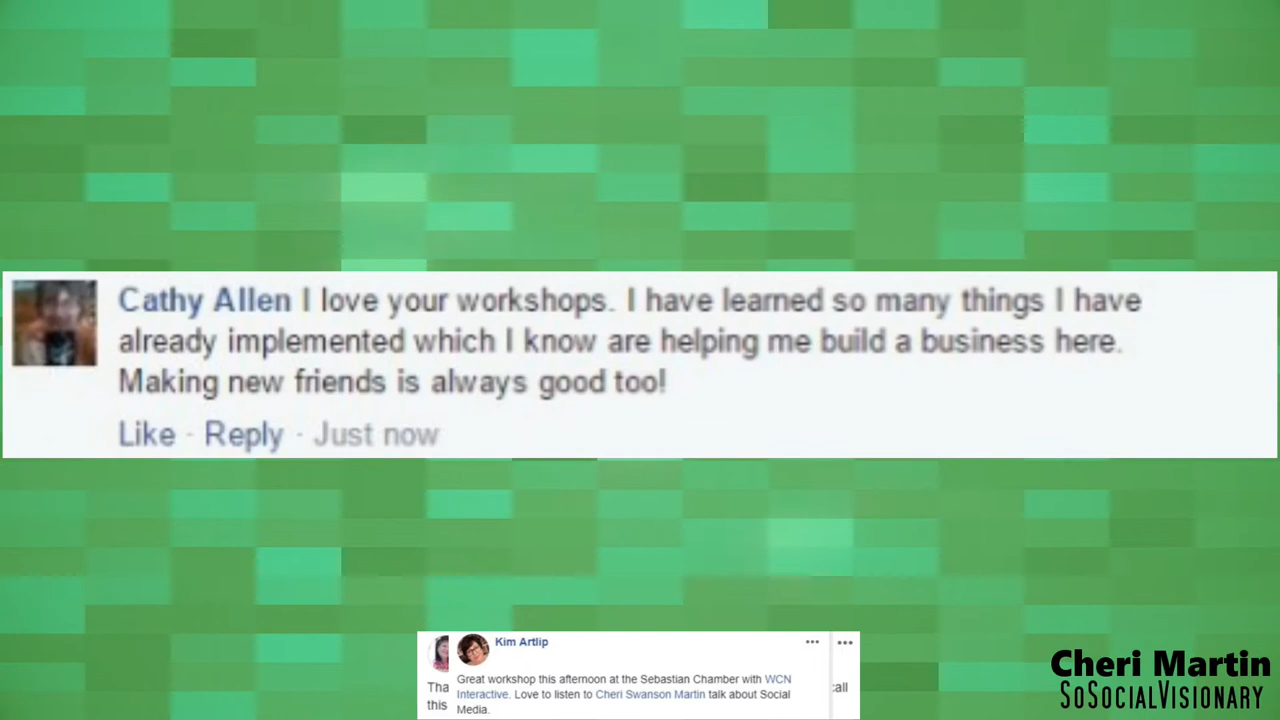 Cathy Allen I love your workshops. I have learned so many things I have
already implemented which I know are helping me build a business here.
Making new friends is always good too!
Like · Reply · Just now
Kim Artlip
Great workshop this afternoon at the Sebastian Chamber with WCN
Interactive. Love to listen to Cheri Swanson Martin talk about Social
Media.
Tha
this
call
Cheri Martin
SoSocialVisionary